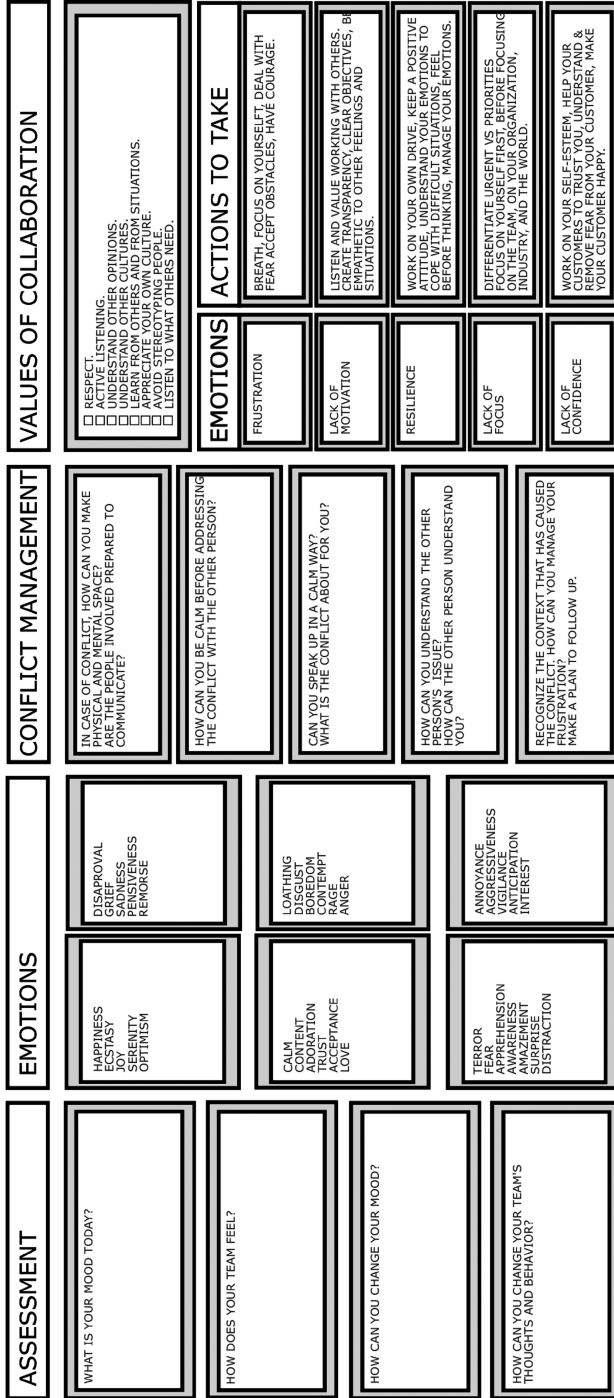 ASSESSMENT
WHAT IS YOUR MOOD TODAY?
HOW DOES YOUR TEAM FEEL?
HOW CAN YOU CHANGE YOUR MOOD?
HOW CAN YOU CHANGE YOUR TEAM'S
THOUGHTS AND BEHAVIOR?
EMOTIONS
HAPPINESS
ECSTASY
JOY
SERENITY
OPTIMISM
DISAPROVAL
GRIEF
SADNESS
PENSIVENESS
REMORSE
CALM
CONTENT
ADORATION
TRUST
ACCEPTANCE
LOVE
LOATHING
DISGUST
BOREDOM
CONTEMPT
RAGE
ANGER
TERROR
FEAR
APPREHENSION
AWARENESS
AMAZEMENT
SURPRISE
DISTRACTION
ANNOYANCE
AGGRESSIVENESS
VIGILANCE
ANTICIPATION
INTEREST
CONFLICT MANAGEMENT
IN CASE OF CONFLICT, HOW CAN YOU MAKE
PHYSICAL AND MENTAL SPACE?
ARE THE PEOPLE INVOLVED PREPARED TO
COMMUNICATE?
HOW CAN YOU BE CALM BEFORE ADDRESSING
THE CONFLICT WITH THE OTHER PERSON?
CAN YOU SPEAK UP IN A CALM WAY?
WHAT IS THE CONFLICT ABOUT FOR YOU?
HOW CAN YOU UNDERSTAND THE OTHER
PERSON'S ISSUE?
HOW CAN THE OTHER PERSON UNDERSTAND
YOU?
RECOGNIZE THE CONTEXT THAT HAS CAUSED
THE CONFLICT. HOW CAN YOU MANAGE YOUR
FRUSTRATION?
MAKE A PLAN TO FOLLOW UP.
VALUES OF COLLABORATION
☐ RESPECT.
☐ ACTIVE LISTENING.
☐ UNDERSTAND OTHER OPINIONS.
☐ UNDERSTAND OTHER CULTURES.
☐ LEARN FROM OTHERS AND FROM SITUATIONS.
☐ APPRECIATE YOUR OWN CULTURE.
☐ AVOID STEREOTYPING PEOPLE.
☐ LISTEN TO WHAT OTHERS NEED.
EMOTIONS
ACTIONS TO TAKE
FRUSTRATION
BREATH, FOCUS ON YOURSELFT, DEAL WITH
FEAR ACCEPT OBSTACLES, HAVE COURAGE.
LACK OF
MOTIVATION
LISTEN AND VALUE WORKING WITH OTHERS.
CREATE TRANSPARENCY, CLEAR OBJECTIVES, BE
EMPATHETIC TO OTHER FEELINGS AND
SITUATIONS.
RESILIENCE
WORK ON YOUR OWN DRIVE, KEEP A POSITIVE
ATTITUDE, UNDERSTAND YOUR EMOTIONS TO
COPE WITH DIFFICULT SITUATIONS, FEEL
BEFORE THINKING, MANAGE YOUR EMOTIONS.
LACK OF
FOCUS
DIFFERENTIATE URGENT VS PRIORITIES
FOCUS ON YOURSELF FIRST, BEFORE FOCUSING
ON THE TEAM, ON YOUR ORGANIZATION,
INDUSTRY, AND THE WORLD.
LACK OF
CONFIDENCE
WORK ON YOUR SELF-ESTEEM, HELP YOUR
CUSTOMERS TO TRUST YOU, UNDERSTAND &
REMOVE FEAR FROM YOUR CUSTOMER, MAKE
YOUR CUSTOMER HAPPY.